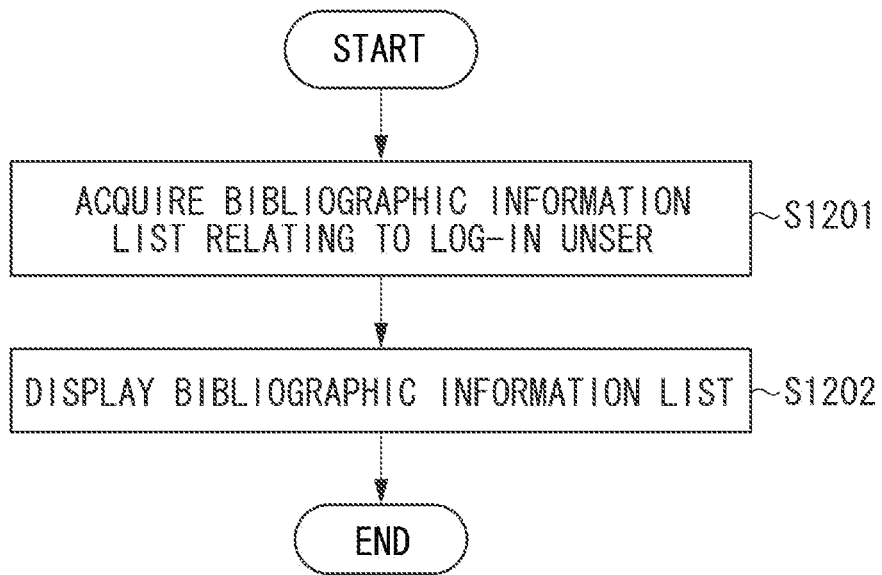 START
ACQUIRE BIBLIOGRAPHIC INFORMATION
LIST RELATING TO LOG-IN UNSER
S1201
DISPLAY BIBLIOGRAPHIC INFORMATION LIST
S1202
END